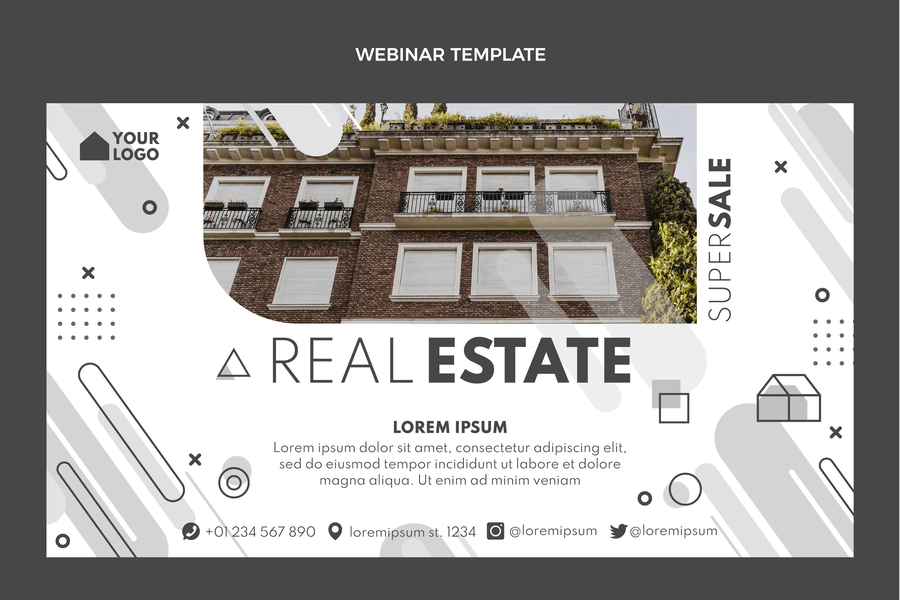 WEBINAR TEMPLATE
YOUR
LOGO
SUPERSALE
REAL ESTATE
LOREM IPSUM
Lorem ipsum dolor sit amet, consectetur adipiscing elit,
sed do eiusmod tempor incididunt ut labore et dolore
magna aliqua. Ut enim ad minim veniam
+01 234 567 890 loremipsum st. 1234 @loremipsum @loremipsum